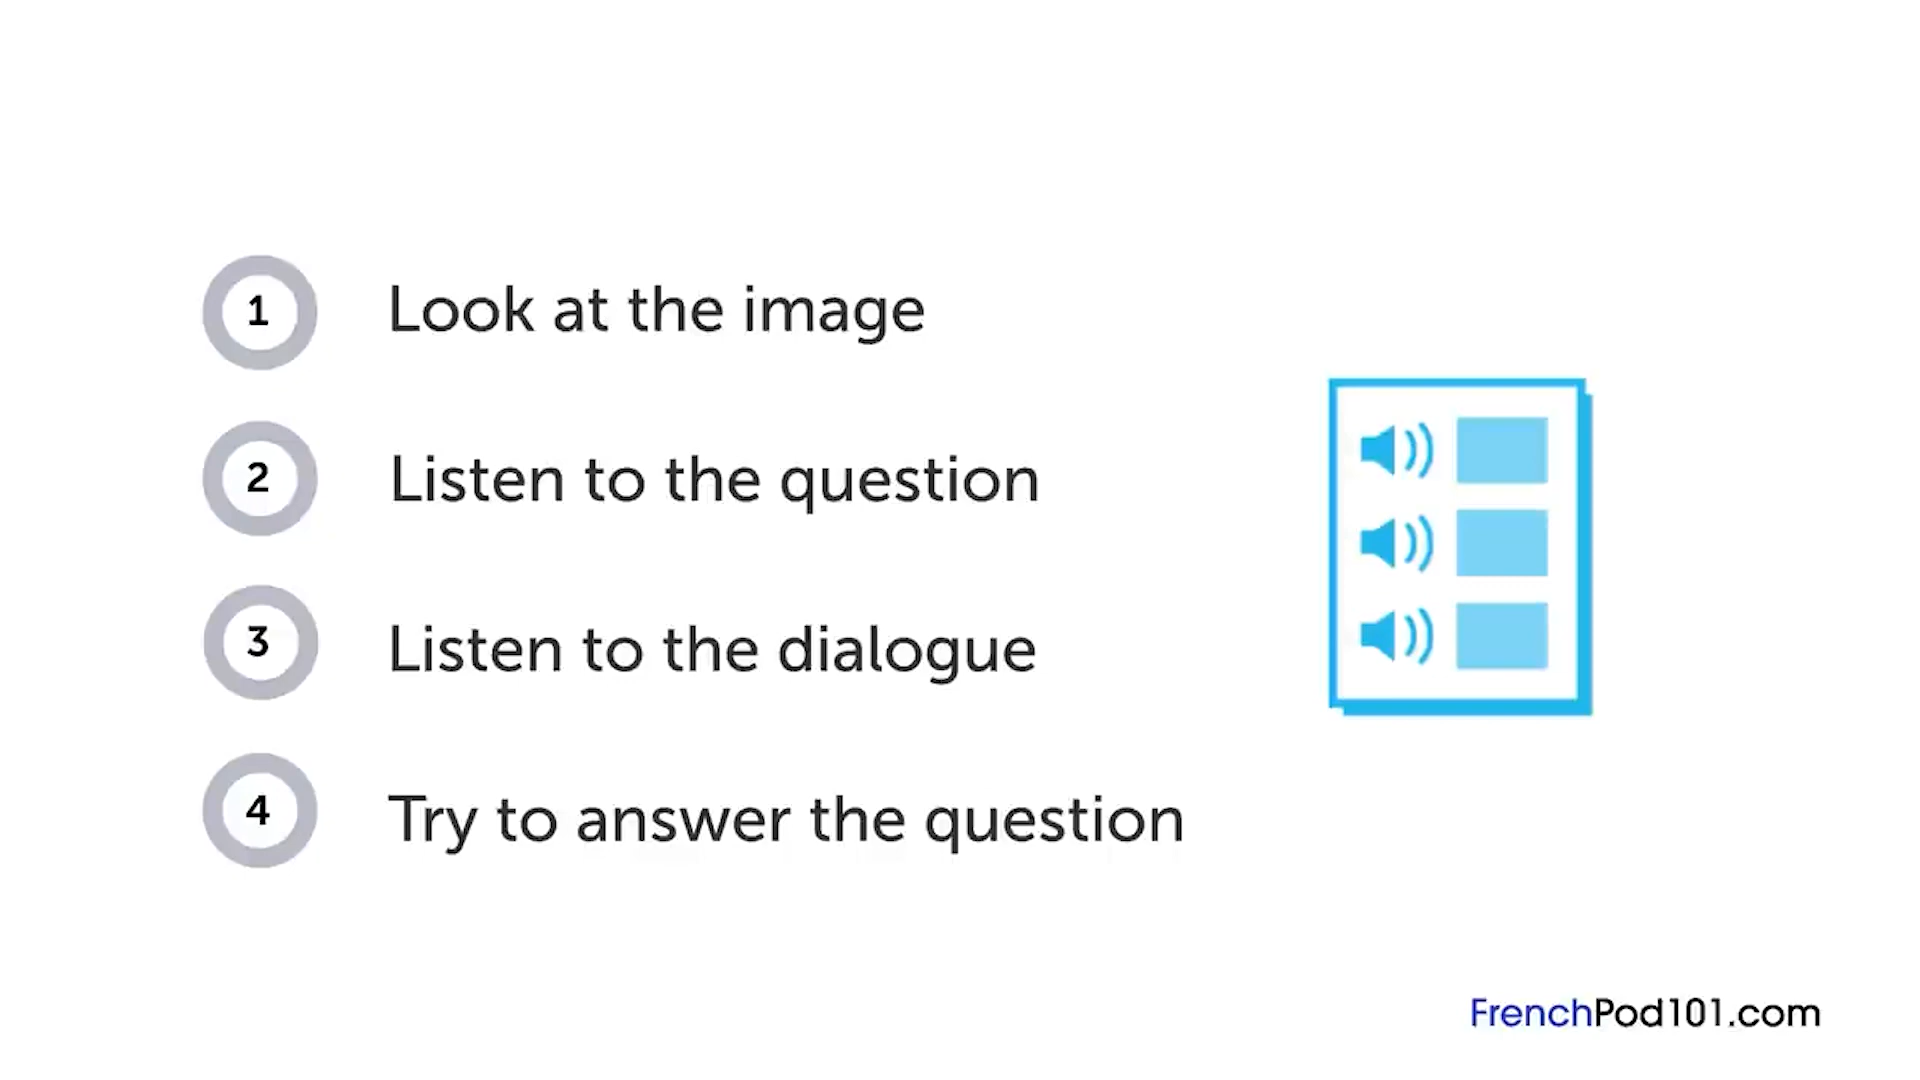 1 Look at the image
2 Listen to the question
3 Listen to the dialogue
4 Try to answer the question
FrenchPod101.com